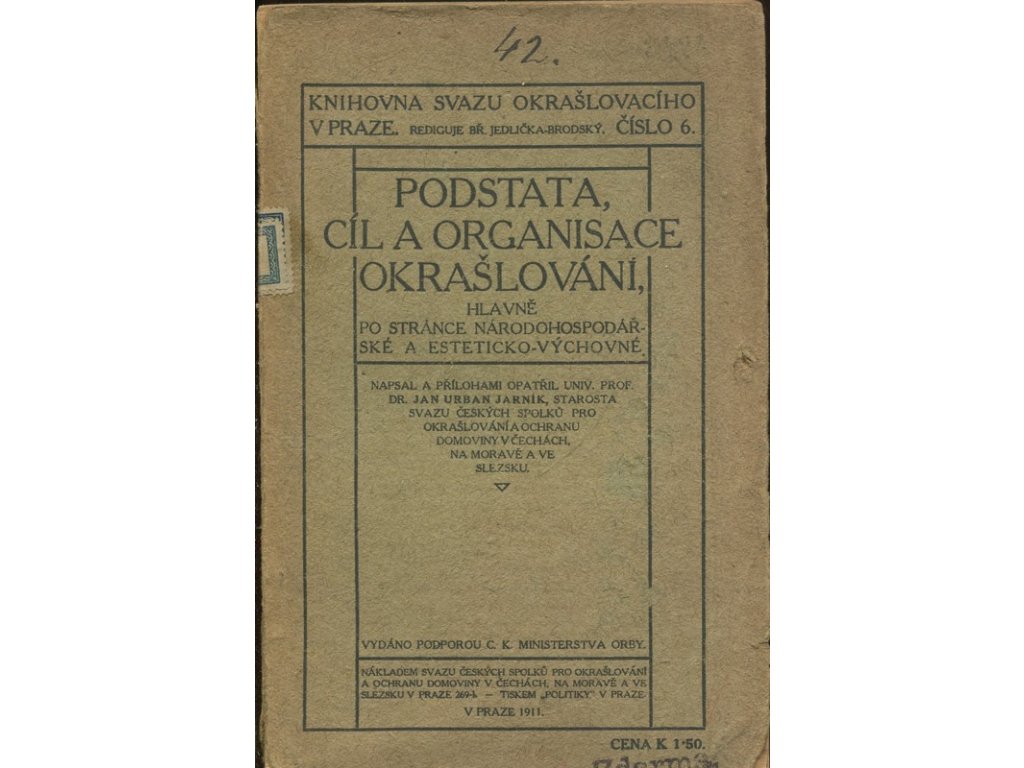 42.
KNIHOVNA SVAZU OKRAŠLOVACÍHO
V PRAZE. REDIGUJE BŘ. JEDLIČKA-BRODSKÝ. ČÍSLO 6.
PODSTATA,
CÍL A ORGANISACE
OKRAŠLOVÁNÍ,
HLAVNĚ
PO STRÁNCE NÁRODOHOSPODÁŘ-
SKÉ A ESTETICKO-VÝCHOVNÉ.
NAPSAL A PŘÍLOHAMI OPATŘIL UNIV. PROF.
DR. JAN URBAN JARNÍK, STAROSTA
SVAZU ČESKÝCH SPOLKŮ PRO
OKRAŠLOVÁNÍ A OCHRANU
DOMOVINY V ČECHÁCH,
NA MORAVĚ A VE
SLEZSKU.
VYDÁNO PODPOROU C. K. MINISTERSTVA ORBY.
NÁKLADEM SVAZU ČESKÝCH SPOLKŮ PRO OKRAŠLOVÁNÍ
A OCHRANU DOMOVINY V ČECHÁCH, NA MORAVĚ A VE
SLEZSKU V PRAZE 269-I. — TISKEM „POLITIKY" V PRAZE.
V PRAZE 1911.
CENA K 1·50.
Zdarma